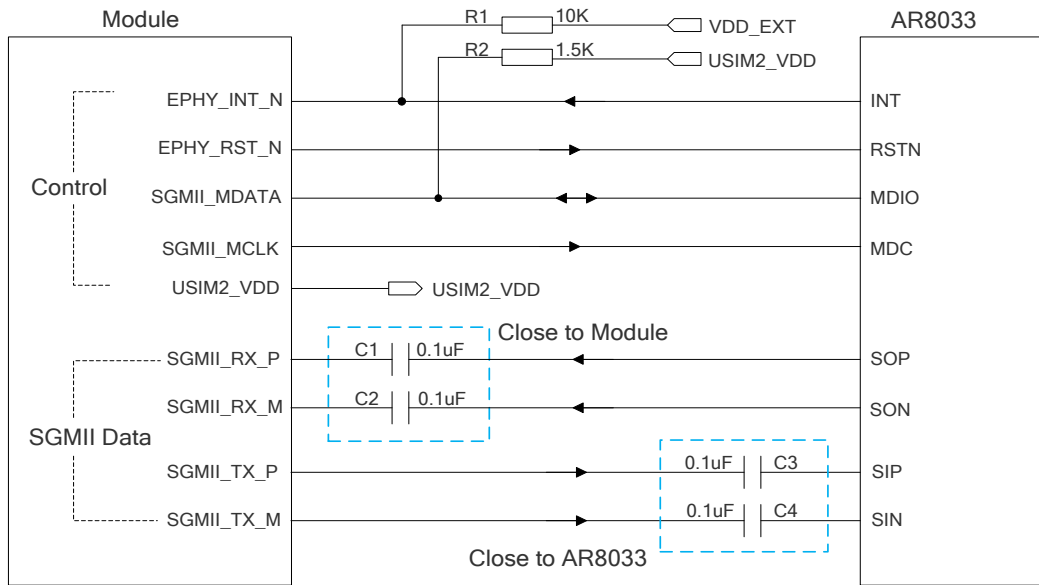 Module
R1
10K
VDD_EXT
AR8033
R2
1.5K
USIM2_VDD
EPHY_INT_N
INT
EPHY_RST_N
RSTN
Control
SGMII_MDATA
MDIO
SGMII_MCLK
MDC
USIM2_VDD
USIM2_VDD
Close to Module
SGMII_RX_P
C1
0.1uF
SOP
SGMII_RX_M
C2
0.1uF
SON
SGMII Data
SGMII_TX_P
0.1uF
C3
SIP
SGMII_TX_M
0.1uF
C4
SIN
Close to AR8033